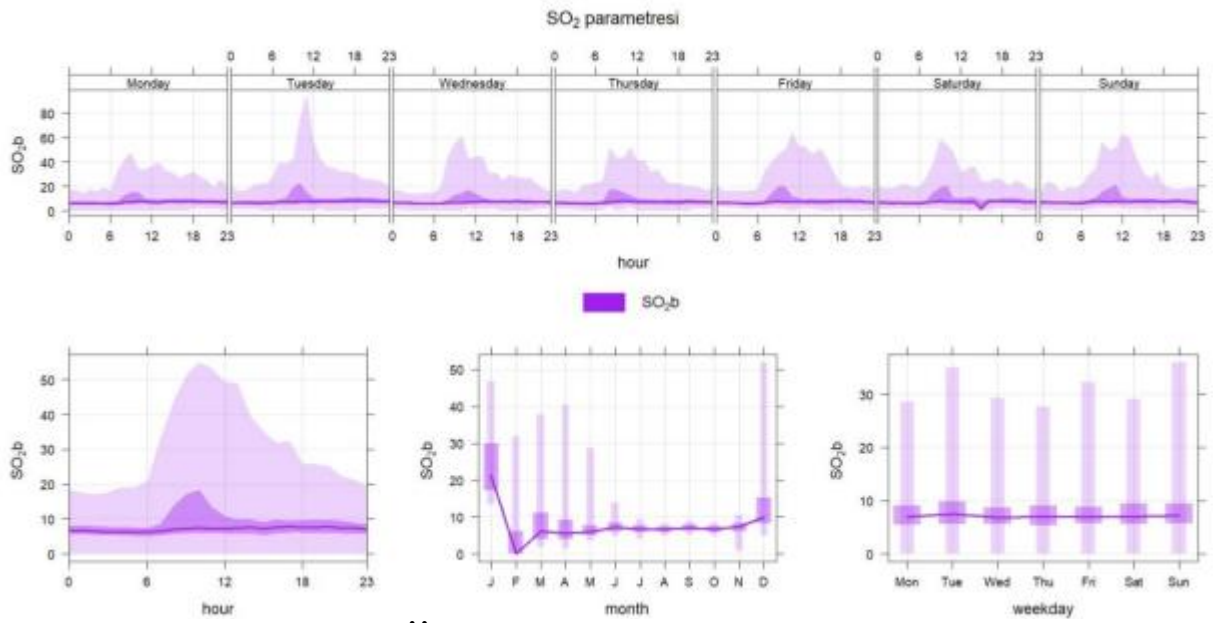 SO₂ parametresi
0 6 12 18 23 0 6 12 18 23 0 6 12 18 23
Monday Tuesday Wednesday Thursday Friday Saturday Sunday
SO₂b
80
60
40
20
0
0 6 12 18 23 0 6 12 18 23 0 6 12 18 23 0 6 12 18 23
hour
SO₂b
SO₂b
50
40
30
20
10
0
0 6 12 18 23
hour
SO₂b
50
40
30
20
10
0
J F M A M J J A S O N D
month
SO₂b
30
20
10
0
Mon Tue Wed Thu Fri Sat Sun
weekday